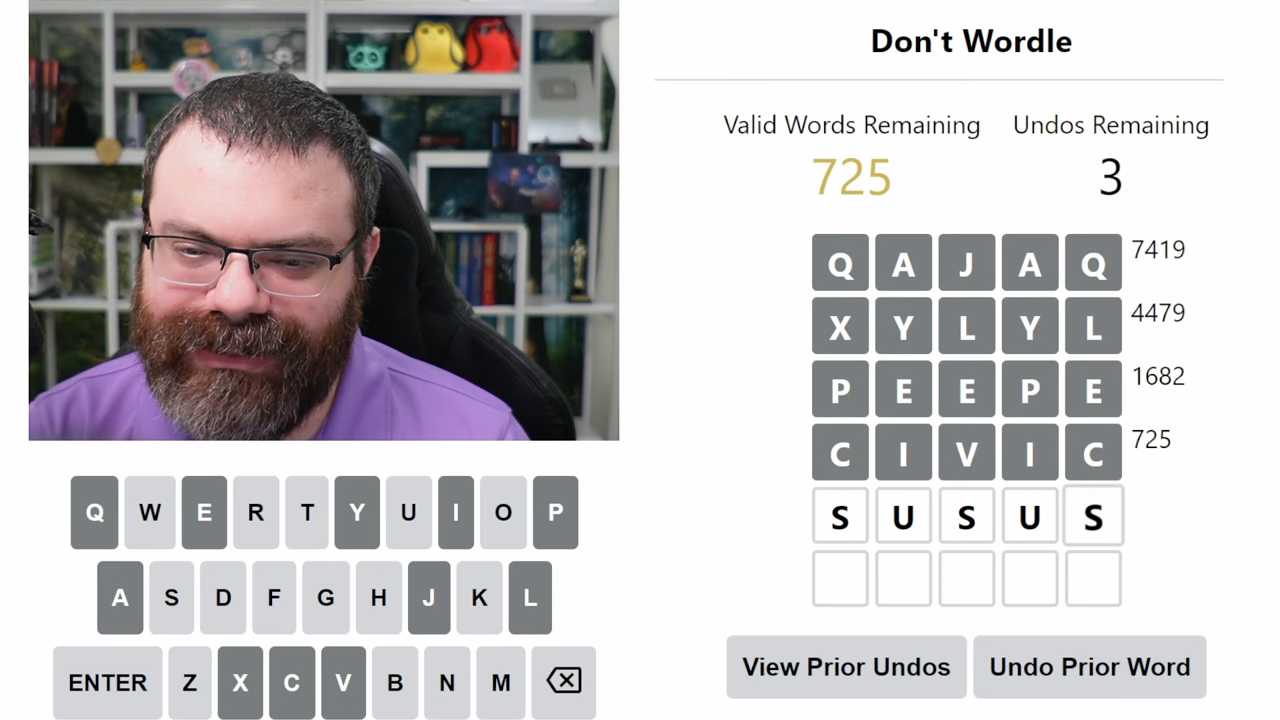 Don't Wordle
Valid Words Remaining Undos Remaining
725 3
Q A J A Q 7419
X Y L Y L 4479
P E E P E 1682
C I V I C 725
S U S U S
Q W E R T Y U I O P
A S D F G H J K L
ENTER Z X C V B N M
View Prior Undos Undo Prior Word